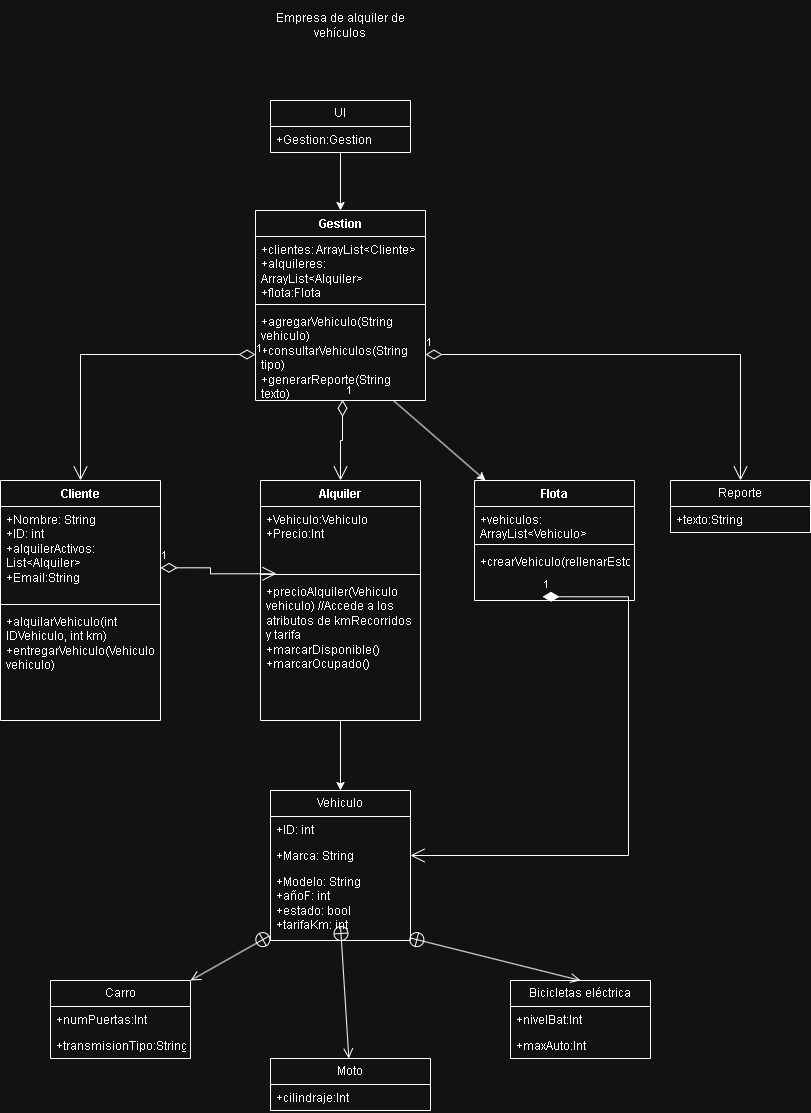 Empresa de alquiler de
vehículos
UI
+Gestion:Gestion
Gestion
+clientes: ArrayList<Cliente>
+alquileres:
ArrayList<Alquiler>
+flota:Flota
+agregarVehiculo(String
vehiculo)
+consultarVehiculos(String
tipo)
+generarReporte(String
texto)
1
1
1
Cliente
+Nombre: String
+ID: int
+alquilerActivos:
List<Alquiler>
+Email:String
+alquilarVehiculo(int
IDVehiculo, int km)
+entregarVehiculo(Vehiculo
vehiculo)
1
Alquiler
+Vehiculo:Vehiculo
+Precio:Int
+precioAlquiler(Vehiculo
vehiculo) //Accede a los
atributos de kmRecorridos
y tarifa
+marcarDisponible()
+marcarOcupado()
Flota
+vehiculos:
ArrayList<Vehiculo>
+crearVehiculo(rellenarEsto
1
Reporte
+texto:String
Vehiculo
+ID: int
+Marca: String
+Modelo: String
+añoF: int
+estado: bool
+tarifaKm: int
Carro
+numPuertas:Int
+transmisionTipo:String
Moto
+cilindraje:Int
Bicicletas eléctrica
+nivelBat:Int
+maxAuto:Int